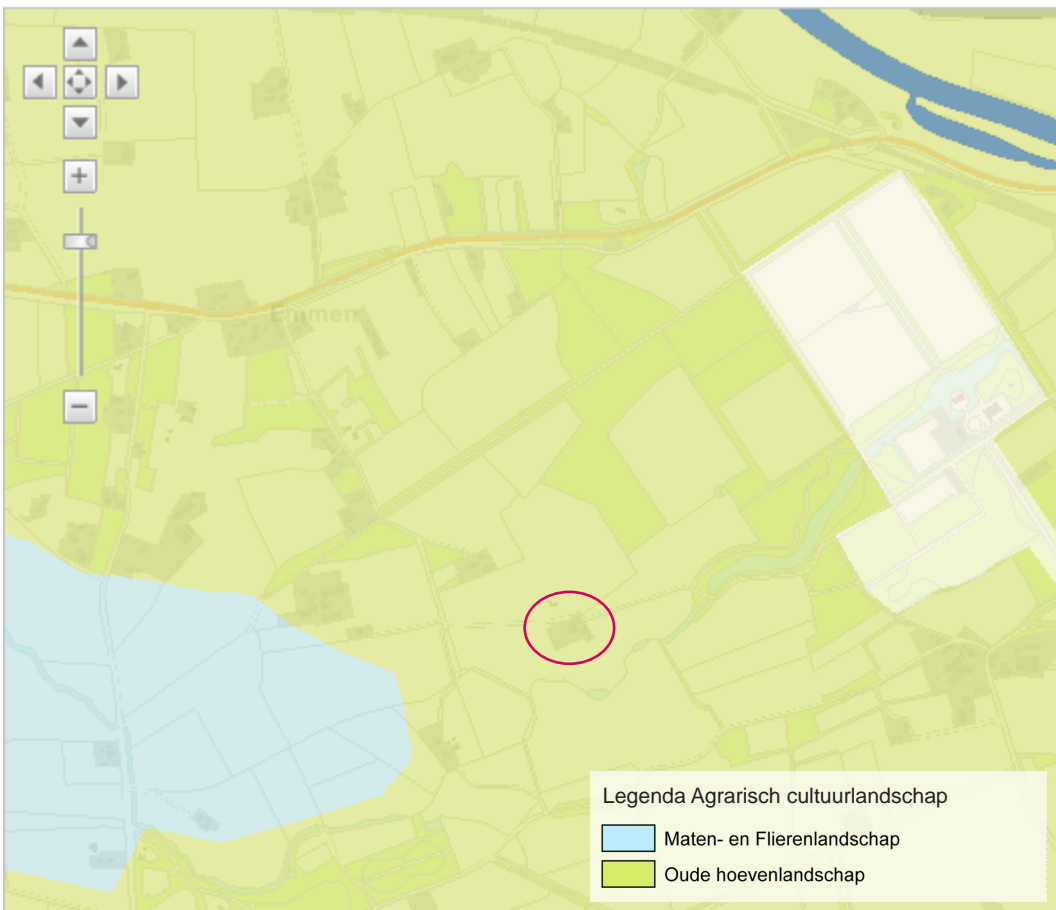 Emmen
Legenda Agrarisch cultuurlandschap
Maten- en Flierenlandschap
Oude hoevenlandschap